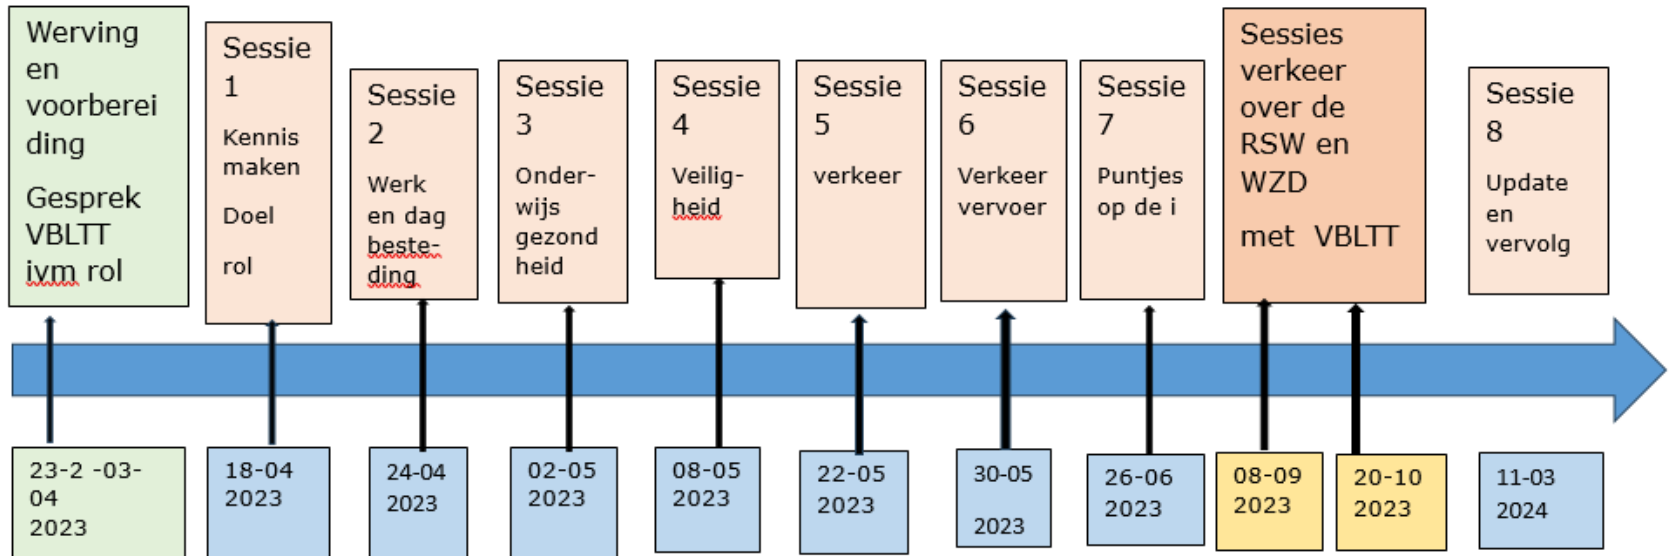 Werving
en
voorberei
ding
Gesprek
VBLTT
ivm rol
Sessie
1
Kennis
maken
Doel
rol
Sessie
2
Werk
en dag
beste-
ding
Sessie
3
Onder-
wijs
gezond
heid
Sessie
4
Veilig-
heid
Sessie
5
verkeer
Sessie
6
Verkeer
vervoer
Sessie
7
Puntjes
op de i
Sessies
verkeer
over de
RSW en
WZD
met VBLTT
Sessie
8
Update
en
vervolg
23-2 -03-
04
2023
18-04
2023
24-04
2023
02-05
2023
08-05
2023
22-05
2023
30-05
2023
26-06
2023
08-09
2023
20-10
2023
11-03
2024